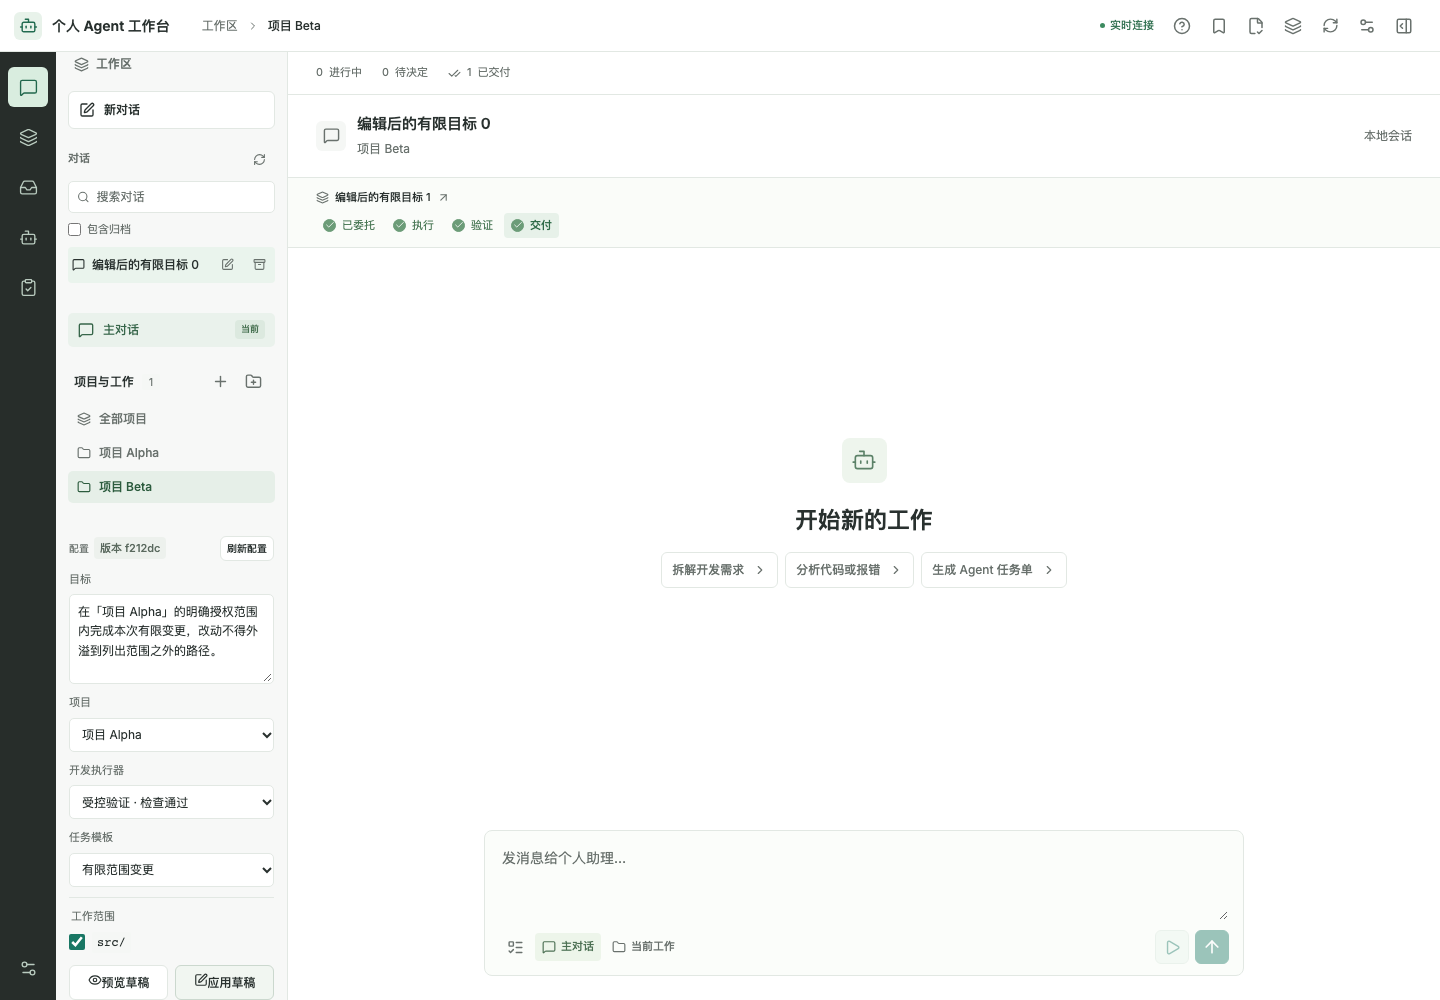 个人 Agent 工作台
工作区
项目 Beta
实时连接
工作区
新对话
对话
搜索对话
包含归档
编辑后的有限目标 0
主对话
当前
项目与工作
1
全部项目
项目 Alpha
项目 Beta
配置
版本 f212dc
刷新配置
目标
在「项目 Alpha」的明确授权范围
内完成本次有限变更，改动不得外
溢到列出范围之外的路径。
项目
项目 Alpha
开发执行器
受控验证 · 检查通过
任务模板
有限范围变更
工作范围
src/
预览草稿
应用草稿
0 进行中
0 待决定
1 已交付
编辑后的有限目标 0
项目 Beta
本地会话
编辑后的有限目标 1
已委托
执行
验证
交付
开始新的工作
拆解开发需求
分析代码或报错
生成 Agent 任务单
发消息给个人助理...
主对话
当前工作